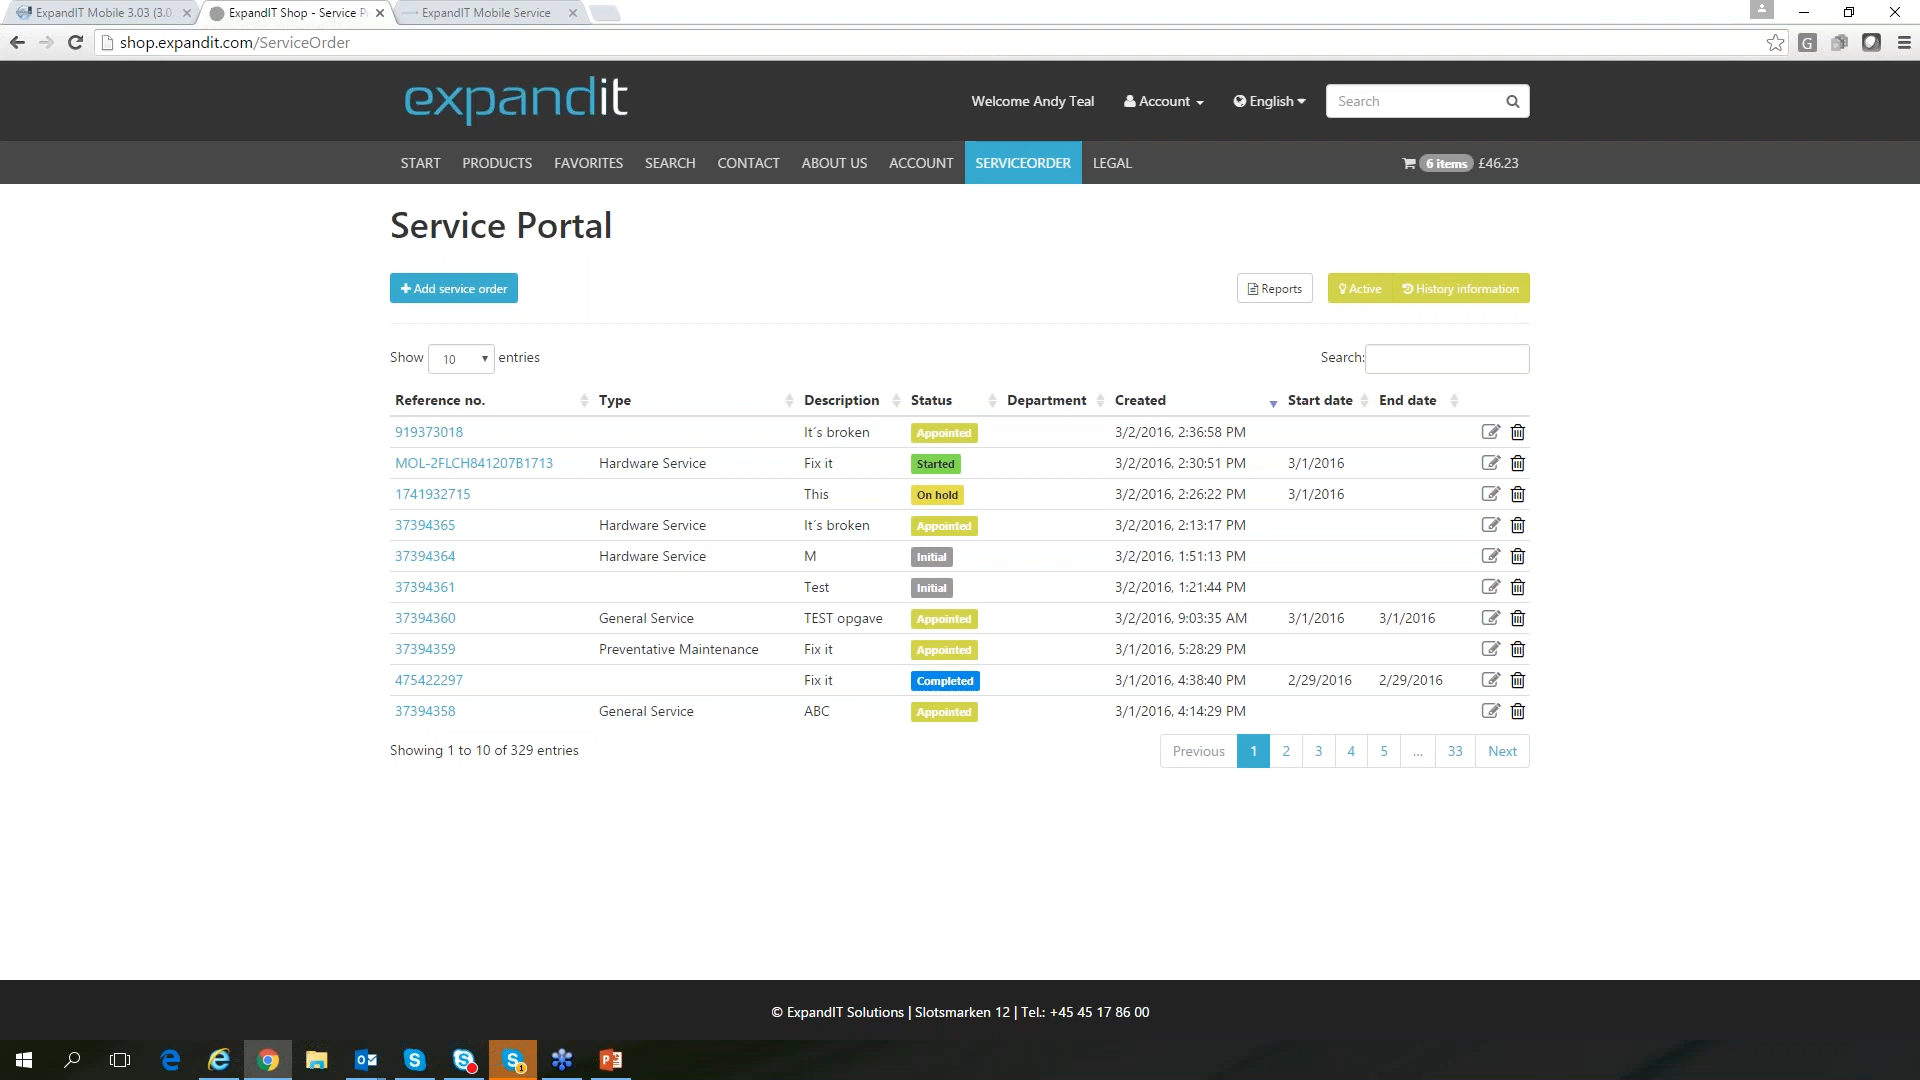 ExpandIT Mobile 3.03 (3.0
ExpandIT Shop - Service P
ExpandIT Mobile Service
shop.expandit.com/ServiceOrder
expandit
Welcome Andy Teal
Account
English
Search
START PRODUCTS FAVORITES SEARCH CONTACT ABOUT US ACCOUNT SERVICEORDER LEGAL
6 items £46.23
Service Portal
Add service order
Reports
Active
History information
Show 10 entries
Search:
Reference no. Type Description Status Department Created Start date End date
919373018 It´s broken Appointed 3/2/2016, 2:36:58 PM
MOL-2FLCH841207B1713 Hardware Service Fix it Started 3/2/2016, 2:30:51 PM 3/1/2016
1741932715 This On hold 3/2/2016, 2:26:22 PM 3/1/2016
37394365 Hardware Service It´s broken Appointed 3/2/2016, 2:13:17 PM
37394364 Hardware Service M Initial 3/2/2016, 1:51:13 PM
37394361 Test Initial 3/2/2016, 1:21:44 PM
37394360 General Service TEST opgave Appointed 3/2/2016, 9:03:35 AM 3/1/2016 3/1/2016
37394359 Preventative Maintenance Fix it Appointed 3/1/2016, 5:28:29 PM
475422297 Fix it Completed 3/1/2016, 4:38:40 PM 2/29/2016 2/29/2016
37394358 General Service ABC Appointed 3/1/2016, 4:14:29 PM
Showing 1 to 10 of 329 entries
Previous 1 2 3 4 5 ... 33 Next
© ExpandIT Solutions | Slotsmarken 12 | Tel.: +45 45 17 86 00